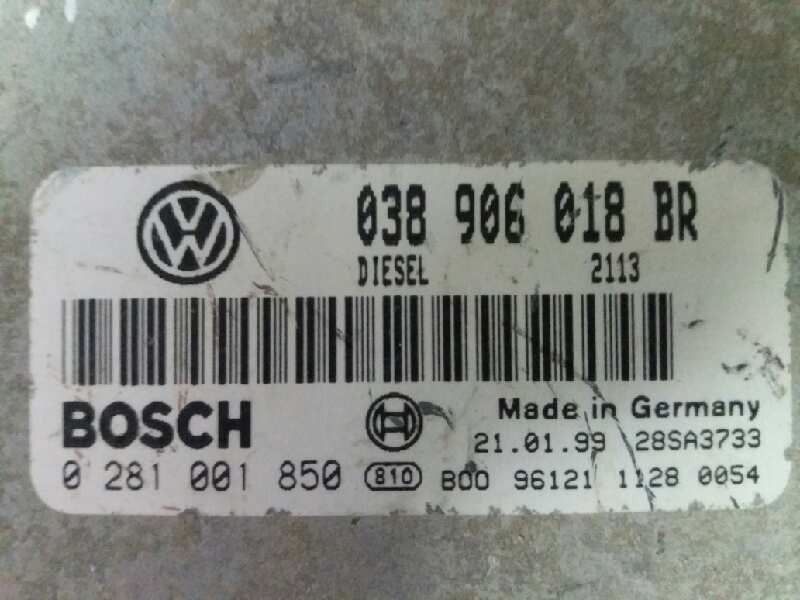 038 906 018 BR
DIESEL 2113
BOSCH Made in Germany
21.01.99 28SA3733
0 281 001 850 810 B00 96121 1128 0054